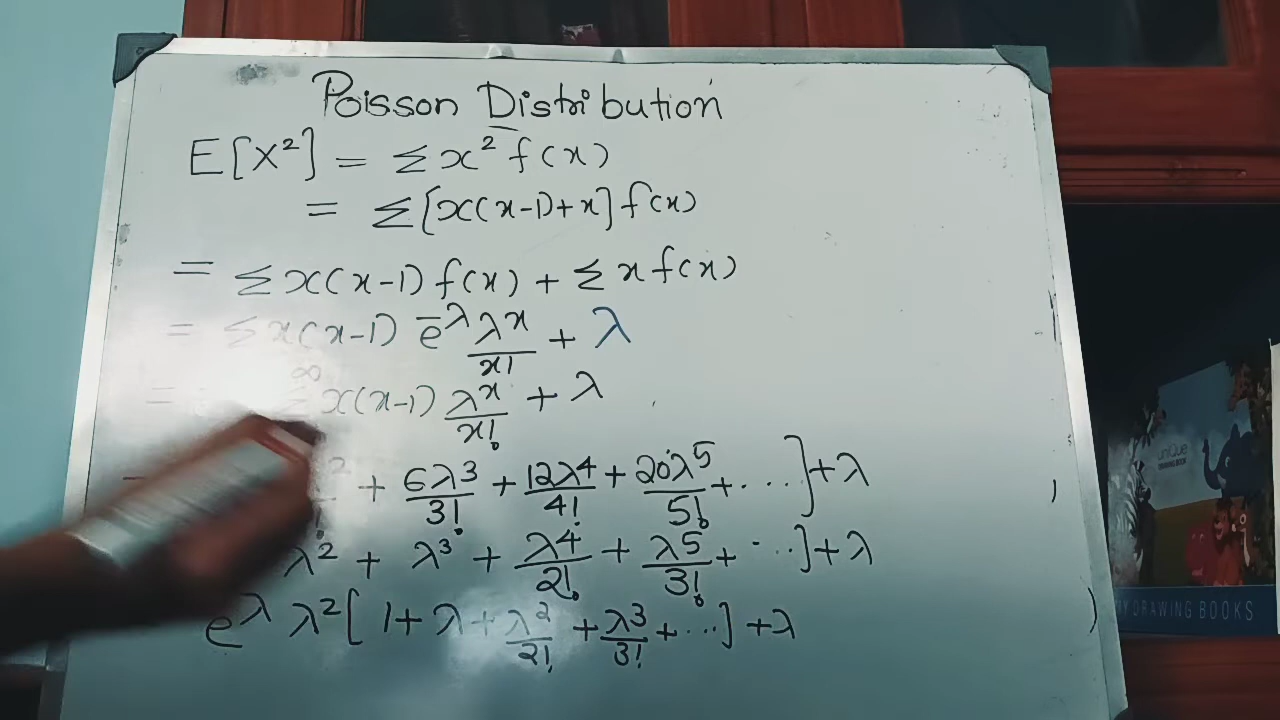 Poisson Distribution
E[X²] = Σ x² f(x)
= Σ[x(x-1)+x] f(x)
= Σ x(x-1) f(x) + Σ x f(x)
= Σ x(x-1) e^-λ λ^x/x! + λ
= ∞ Σ x(x-1) λ^x/x! + λ
+ 6λ³/3! + 12λ⁴/4! + 20λ⁵/5! + ....] + λ
λ² + λ³ + λ⁴/2! + λ⁵/3! + ....] + λ
e^λ λ² [ 1 + λ + λ²/2! + λ³/3! + ...] + λ
unique
DRAWING BOOKS